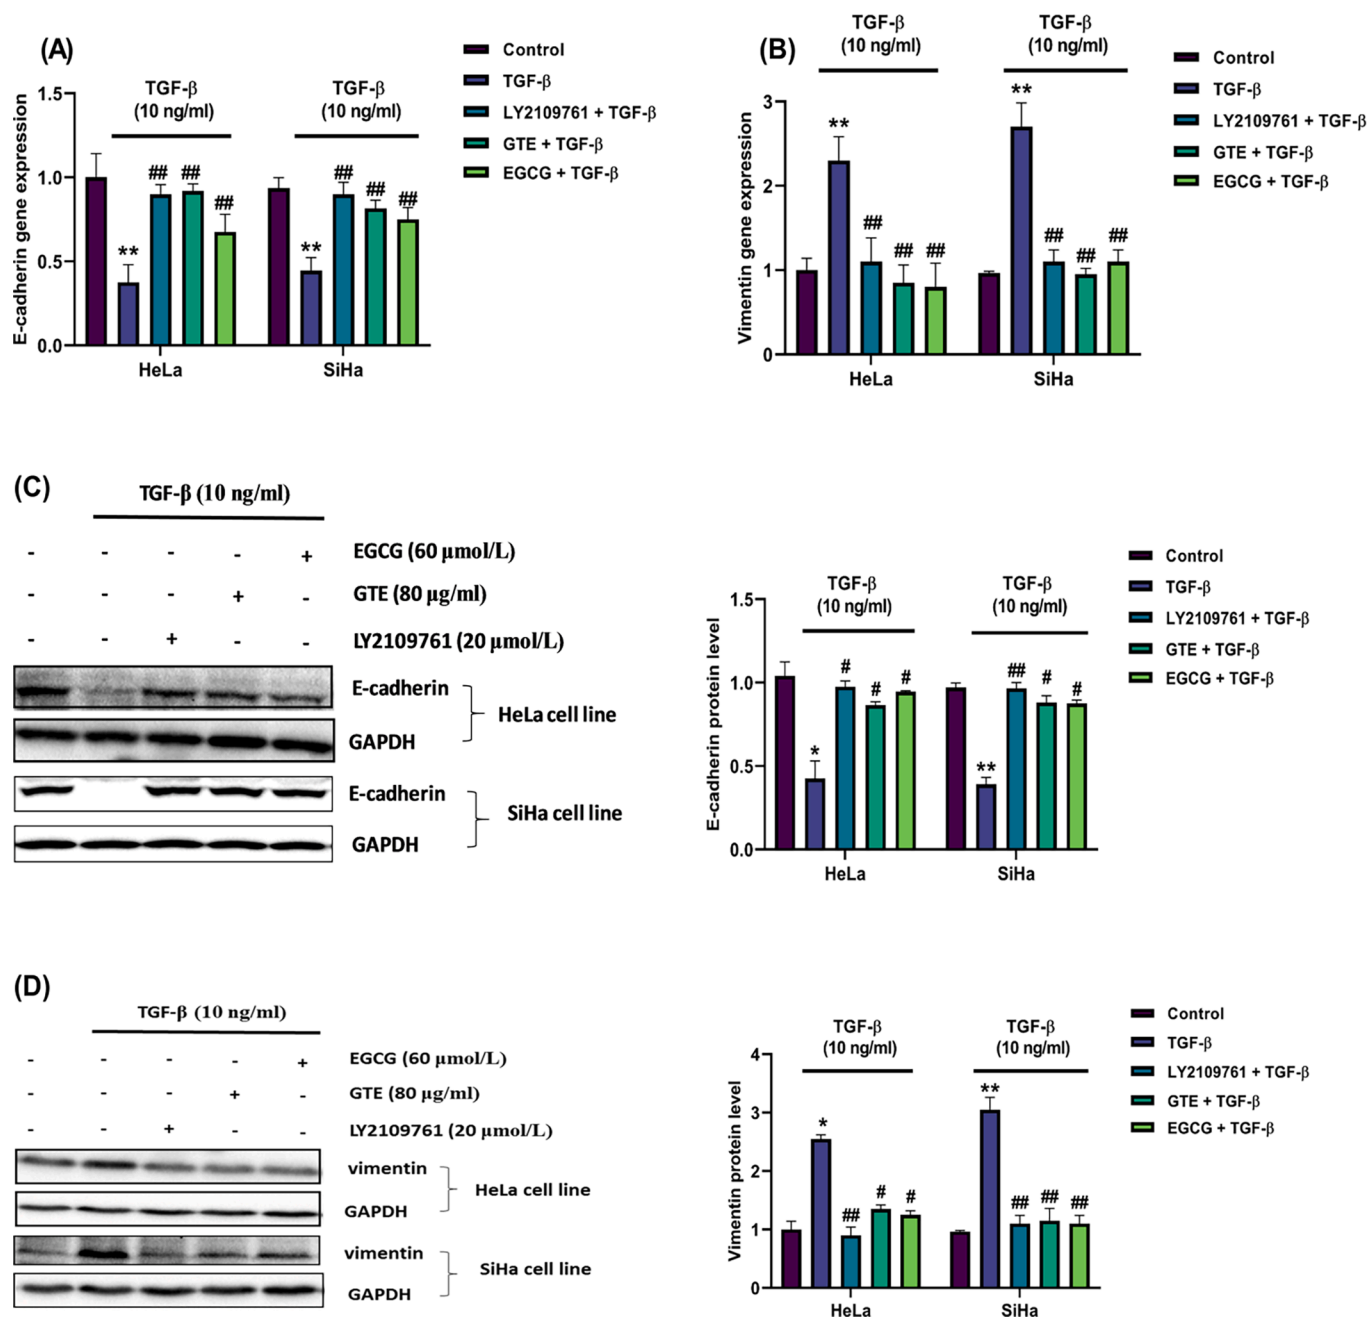 (A)
TGF-β
(10 ng/ml)
TGF-β
(10 ng/ml)
Control
TGF-β
LY2109761 + TGF-β
GTE + TGF-β
EGCG + TGF-β
E-cadherin gene expression
1.5
1.0
0.5
0.0
** ## ## ##
** ## ## ##
HeLa
SiHa
(B)
TGF-β
(10 ng/ml)
TGF-β
(10 ng/ml)
Control
TGF-β
LY2109761 + TGF-β
GTE + TGF-β
EGCG + TGF-β
Vimentin gene expression
3
2
1
0
** ## ## ##
** ## ## ##
HeLa
SiHa
(C)
TGF-β (10 ng/ml)
- - - - + EGCG (60 µmol/L)
- - - + - GTE (80 µg/ml)
- - + - - LY2109761 (20 µmol/L)
E-cadherin
HeLa cell line
GAPDH
E-cadherin
SiHa cell line
GAPDH
TGF-β
(10 ng/ml)
TGF-β
(10 ng/ml)
Control
TGF-β
LY2109761 + TGF-β
GTE + TGF-β
EGCG + TGF-β
E-cadherin protein level
1.5
1.0
0.5
0.0
* # # #
** ## # #
HeLa
SiHa
(D)
TGF-β (10 ng/ml)
- - - - + EGCG (60 µmol/L)
- - - + - GTE (80 µg/ml)
- - + - - LY2109761 (20 µmol/L)
vimentin
HeLa cell line
GAPDH
vimentin
SiHa cell line
GAPDH
TGF-β
(10 ng/ml)
TGF-β
(10 ng/ml)
Control
TGF-β
LY2109761 + TGF-β
GTE + TGF-β
EGCG + TGF-β
Vimentin protein level
4
3
2
1
0
* ## # #
** ## ## ##
HeLa
SiHa